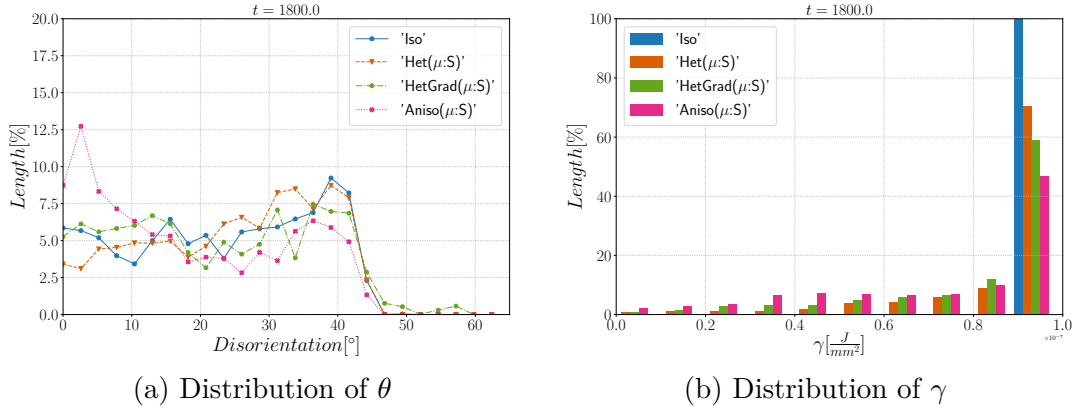 t = 1800.0
20.0
17.5
15.0
12.5
10.0
7.5
5.0
2.5
0.0
Length[%]
'Iso'
'Het(μ:S)'
'HetGrad(μ:S)'
'Aniso(μ:S)'
0 10 20 30 40 50 60
Disorientation[°]
(a) Distribution of θ
t = 1800.0
100
80
60
40
20
0
Length[%]
'Iso'
'Het(μ:S)'
'HetGrad(μ:S)'
'Aniso(μ:S)'
0.0 0.2 0.4 0.6 0.8 1.0
×10⁻⁷
γ[J/mm²]
(b) Distribution of γ